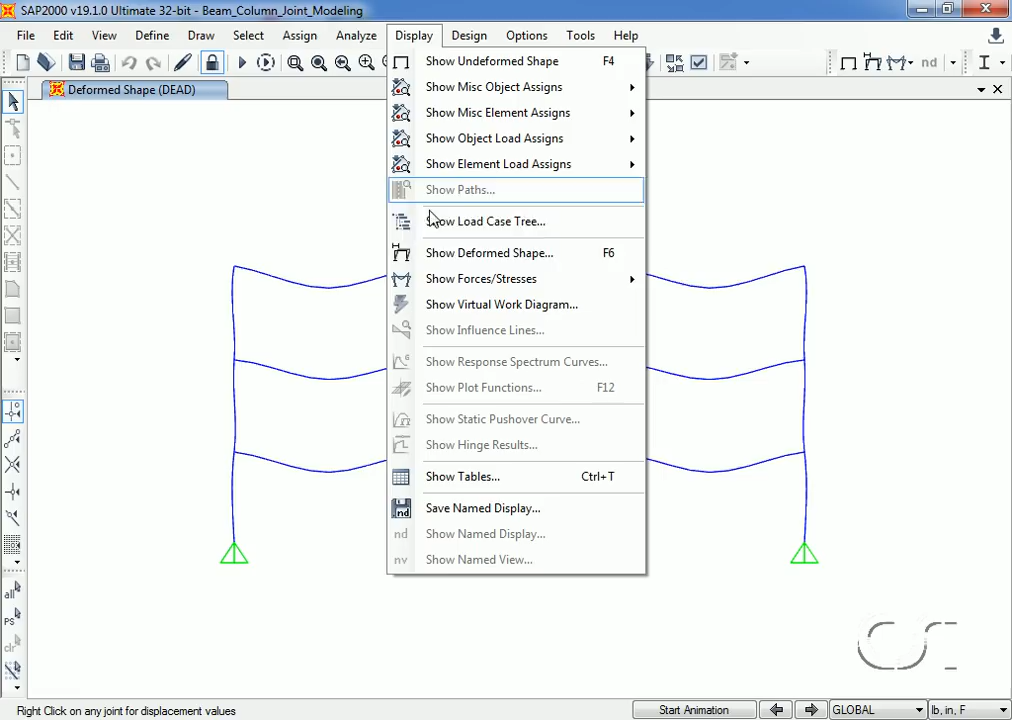 SAP2000 v19.1.0 Ultimate 32-bit - Beam_Column_Joint_Modeling
File Edit View Define Draw Select Assign Analyze Display Design Options Tools Help
nd
Deformed Shape (DEAD)
Show Undeformed Shape F4
Show Misc Object Assigns
Show Misc Element Assigns
Show Object Load Assigns
Show Element Load Assigns
Show Paths...
Show Load Case Tree...
Show Deformed Shape... F6
Show Forces/Stresses
Show Virtual Work Diagram...
Show Influence Lines...
Show Response Spectrum Curves...
Show Plot Functions... F12
Show Static Pushover Curve...
Show Hinge Results...
Show Tables... Ctrl+T
nd Save Named Display...
nd Show Named Display...
nv Show Named View...
all
PS
clr
CSI
Right Click on any joint for displacement values
Start Animation
GLOBAL
lb, in, F